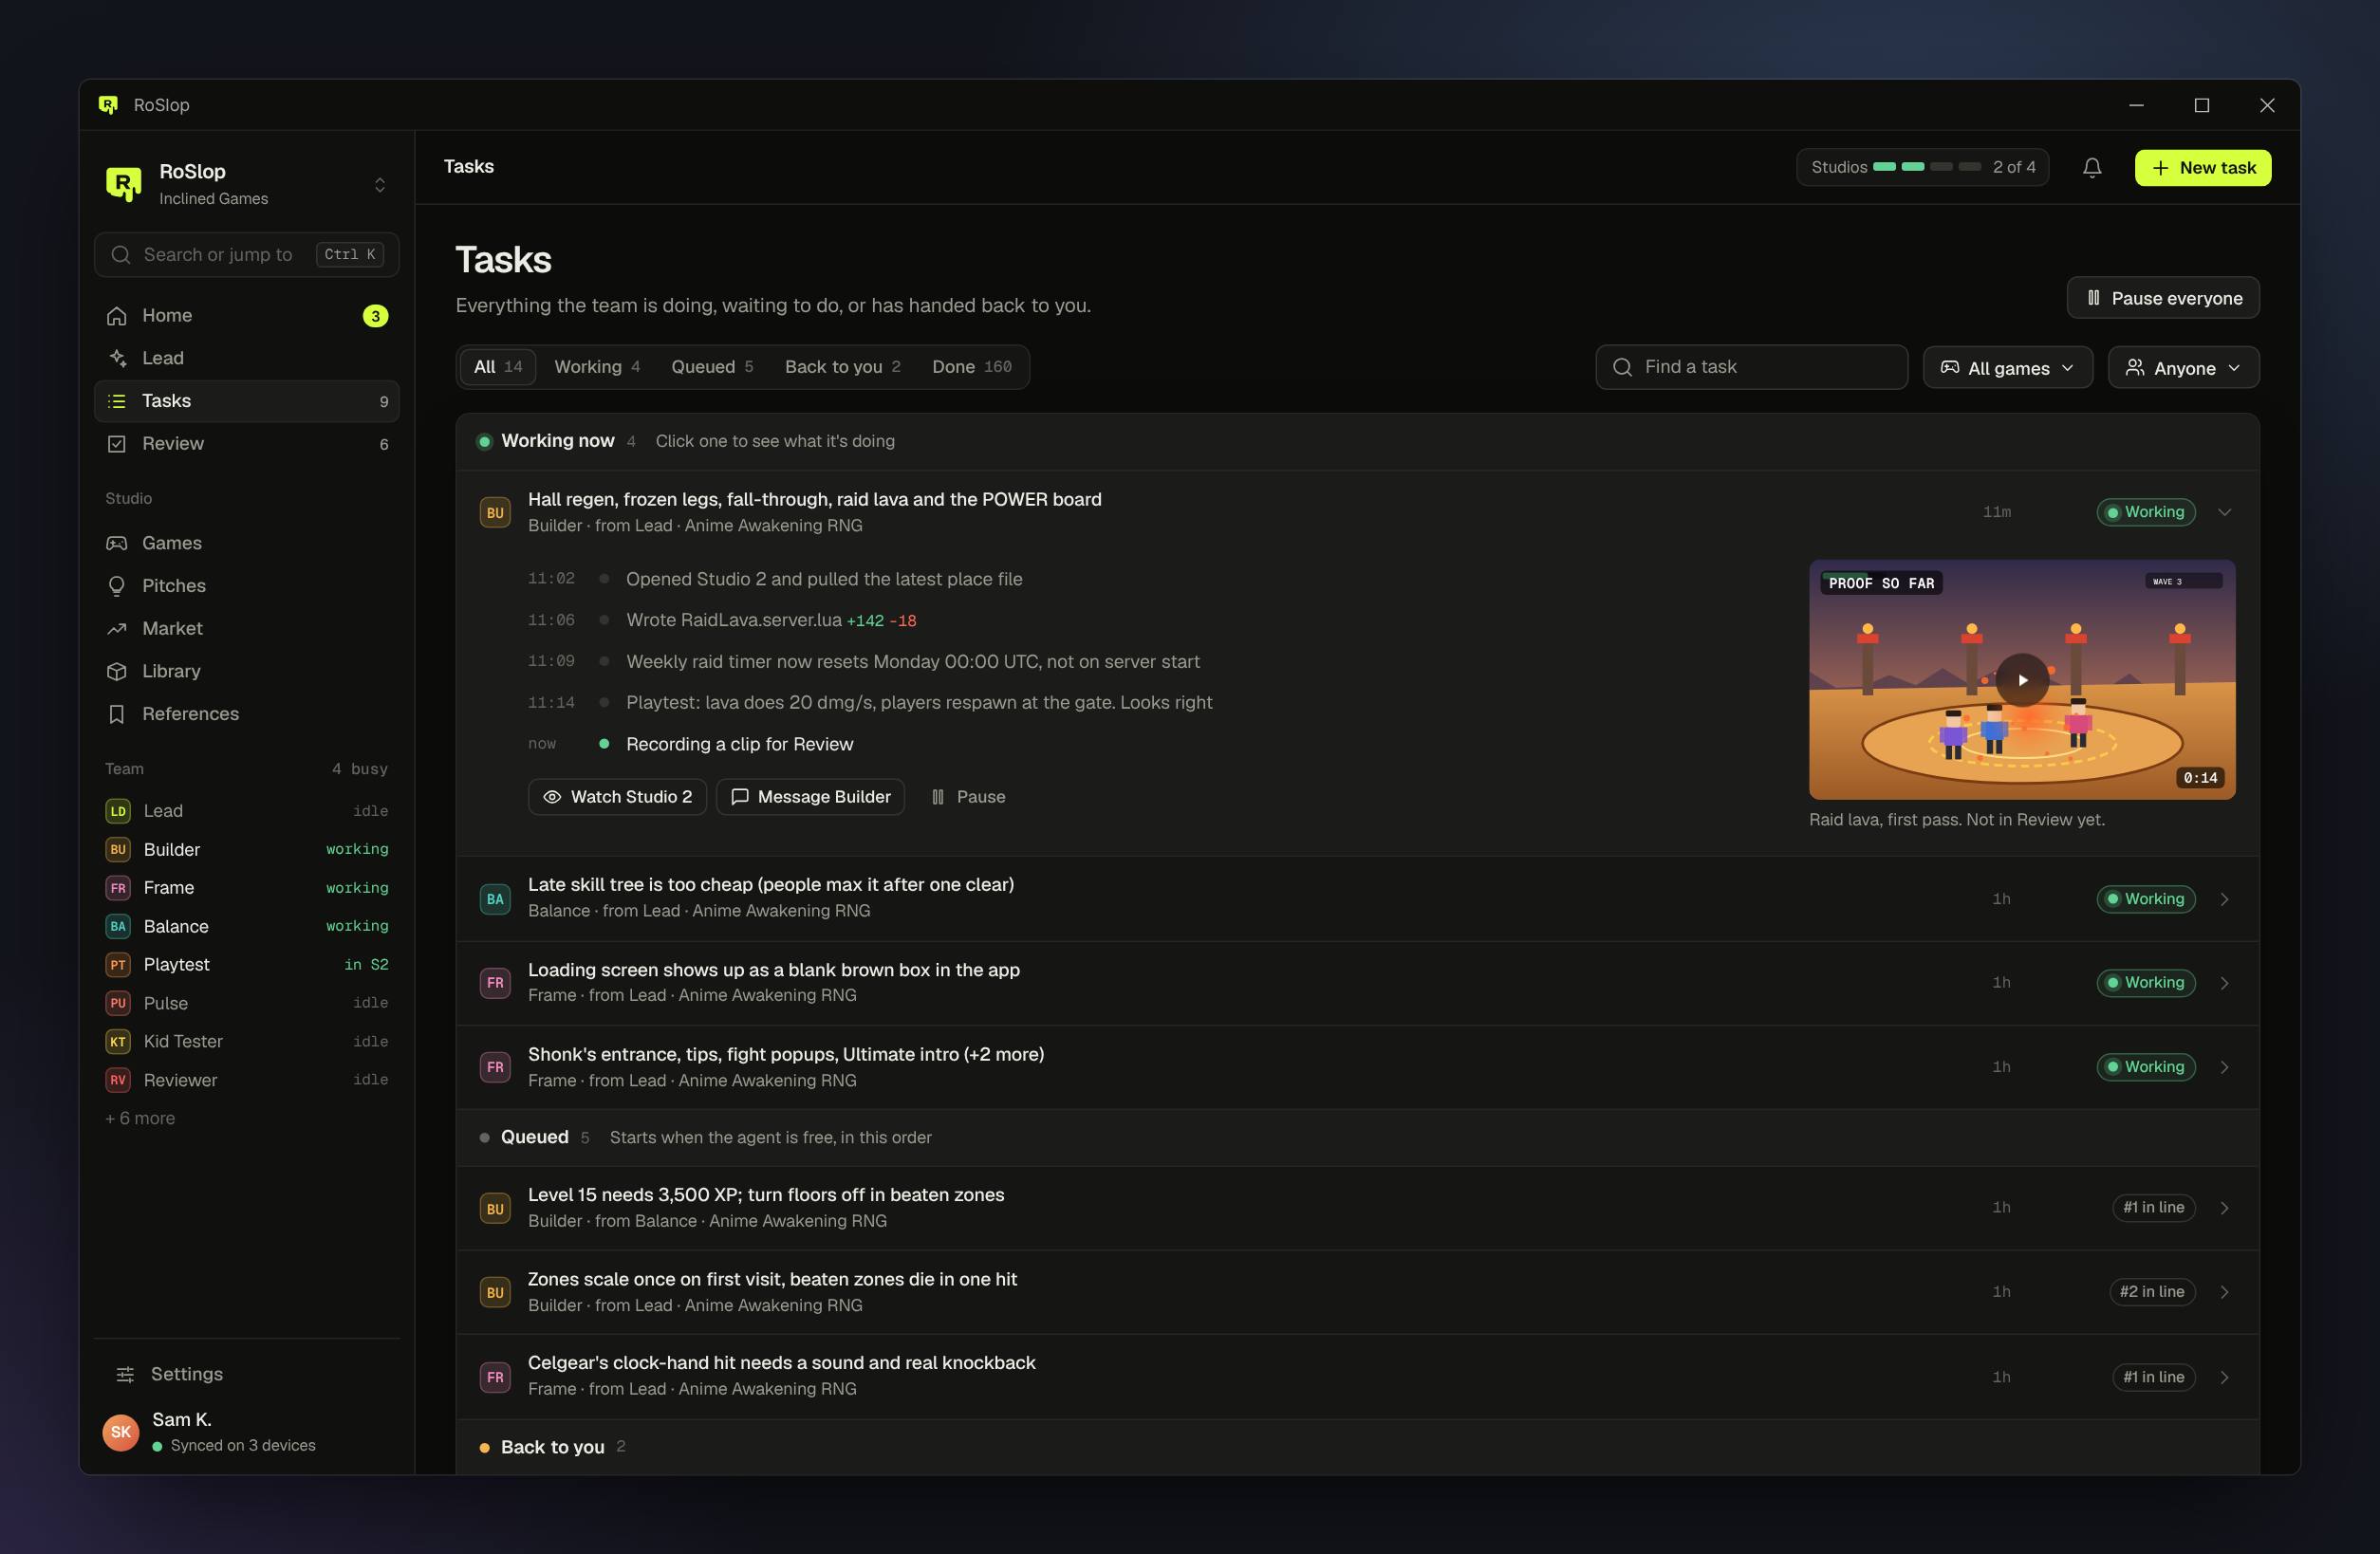 RoSlop
RoSlop
Inclined Games
Search or jump to Ctrl K
Home 3
Lead
Tasks 9
Review 6
Studio
Games
Pitches
Market
Library
References
Team 4 busy
LD Lead idle
BU Builder working
FR Frame working
BA Balance working
PT Playtest in S2
PU Pulse idle
KT Kid Tester idle
RV Reviewer idle
+ 6 more
Settings
SK Sam K.
Synced on 3 devices
Tasks
Studios 2 of 4
New task
Tasks
Everything the team is doing, waiting to do, or has handed back to you.
Pause everyone
All 14 Working 4 Queued 5 Back to you 2 Done 160
Find a task
All games
Anyone
Working now 4 Click one to see what it's doing
BU Hall regen, frozen legs, fall-through, raid lava and the POWER board
Builder · from Lead · Anime Awakening RNG
11m Working
11:02 Opened Studio 2 and pulled the latest place file
11:06 Wrote RaidLava.server.lua +142 -18
11:09 Weekly raid timer now resets Monday 00:00 UTC, not on server start
11:14 Playtest: lava does 20 dmg/s, players respawn at the gate. Looks right
now Recording a clip for Review
Watch Studio 2 Message Builder Pause
PROOF SO FAR
WAVE 3
0:14
Raid lava, first pass. Not in Review yet.
BA Late skill tree is too cheap (people max it after one clear)
Balance · from Lead · Anime Awakening RNG
1h Working
FR Loading screen shows up as a blank brown box in the app
Frame · from Lead · Anime Awakening RNG
1h Working
FR Shonk's entrance, tips, fight popups, Ultimate intro (+2 more)
Frame · from Lead · Anime Awakening RNG
1h Working
Queued 5 Starts when the agent is free, in this order
BU Level 15 needs 3,500 XP; turn floors off in beaten zones
Builder · from Balance · Anime Awakening RNG
1h #1 in line
BU Zones scale once on first visit, beaten zones die in one hit
Builder · from Lead · Anime Awakening RNG
1h #2 in line
FR Celgear's clock-hand hit needs a sound and real knockback
Frame · from Lead · Anime Awakening RNG
1h #1 in line
Back to you 2